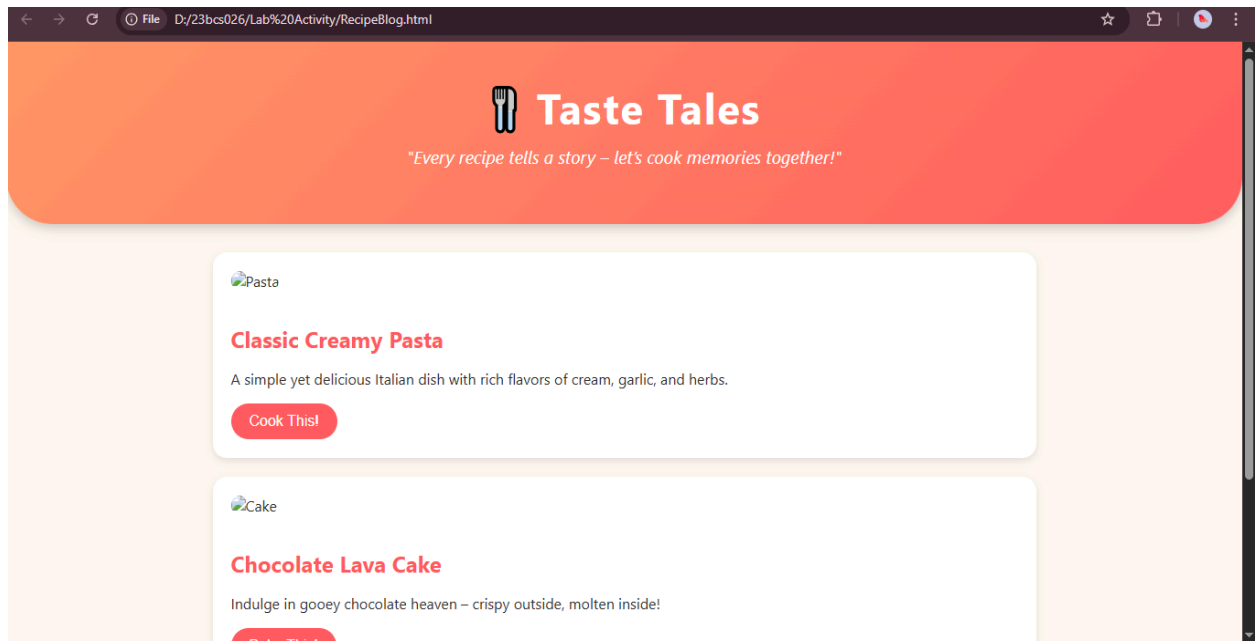 File D:/23bcs026/Lab%20Activity/RecipeBlog.html
Taste Tales
"Every recipe tells a story – let's cook memories together!"
Pasta
Classic Creamy Pasta
A simple yet delicious Italian dish with rich flavors of cream, garlic, and herbs.
Cook This!
Cake
Chocolate Lava Cake
Indulge in gooey chocolate heaven – crispy outside, molten inside!